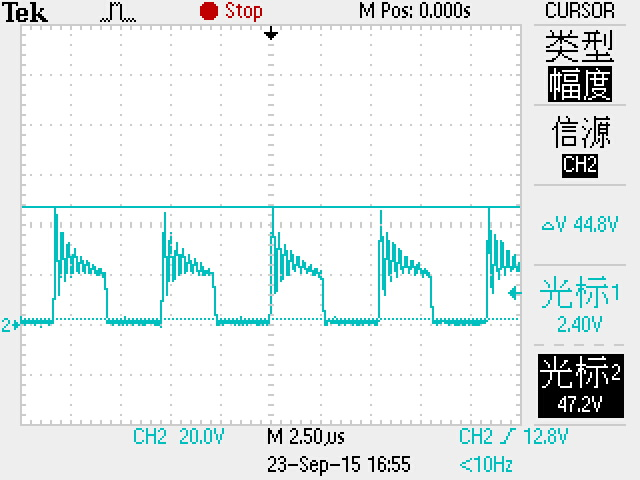 Tek Stop M Pos: 0.000s CURSOR
类型
幅度
信源
CH2
△V 44.8V
光标1
2.40V
光标2
47.2V
2
CH2 20.0V M 2.50µs CH2 12.8V
23-Sep-15 16:55 <10Hz